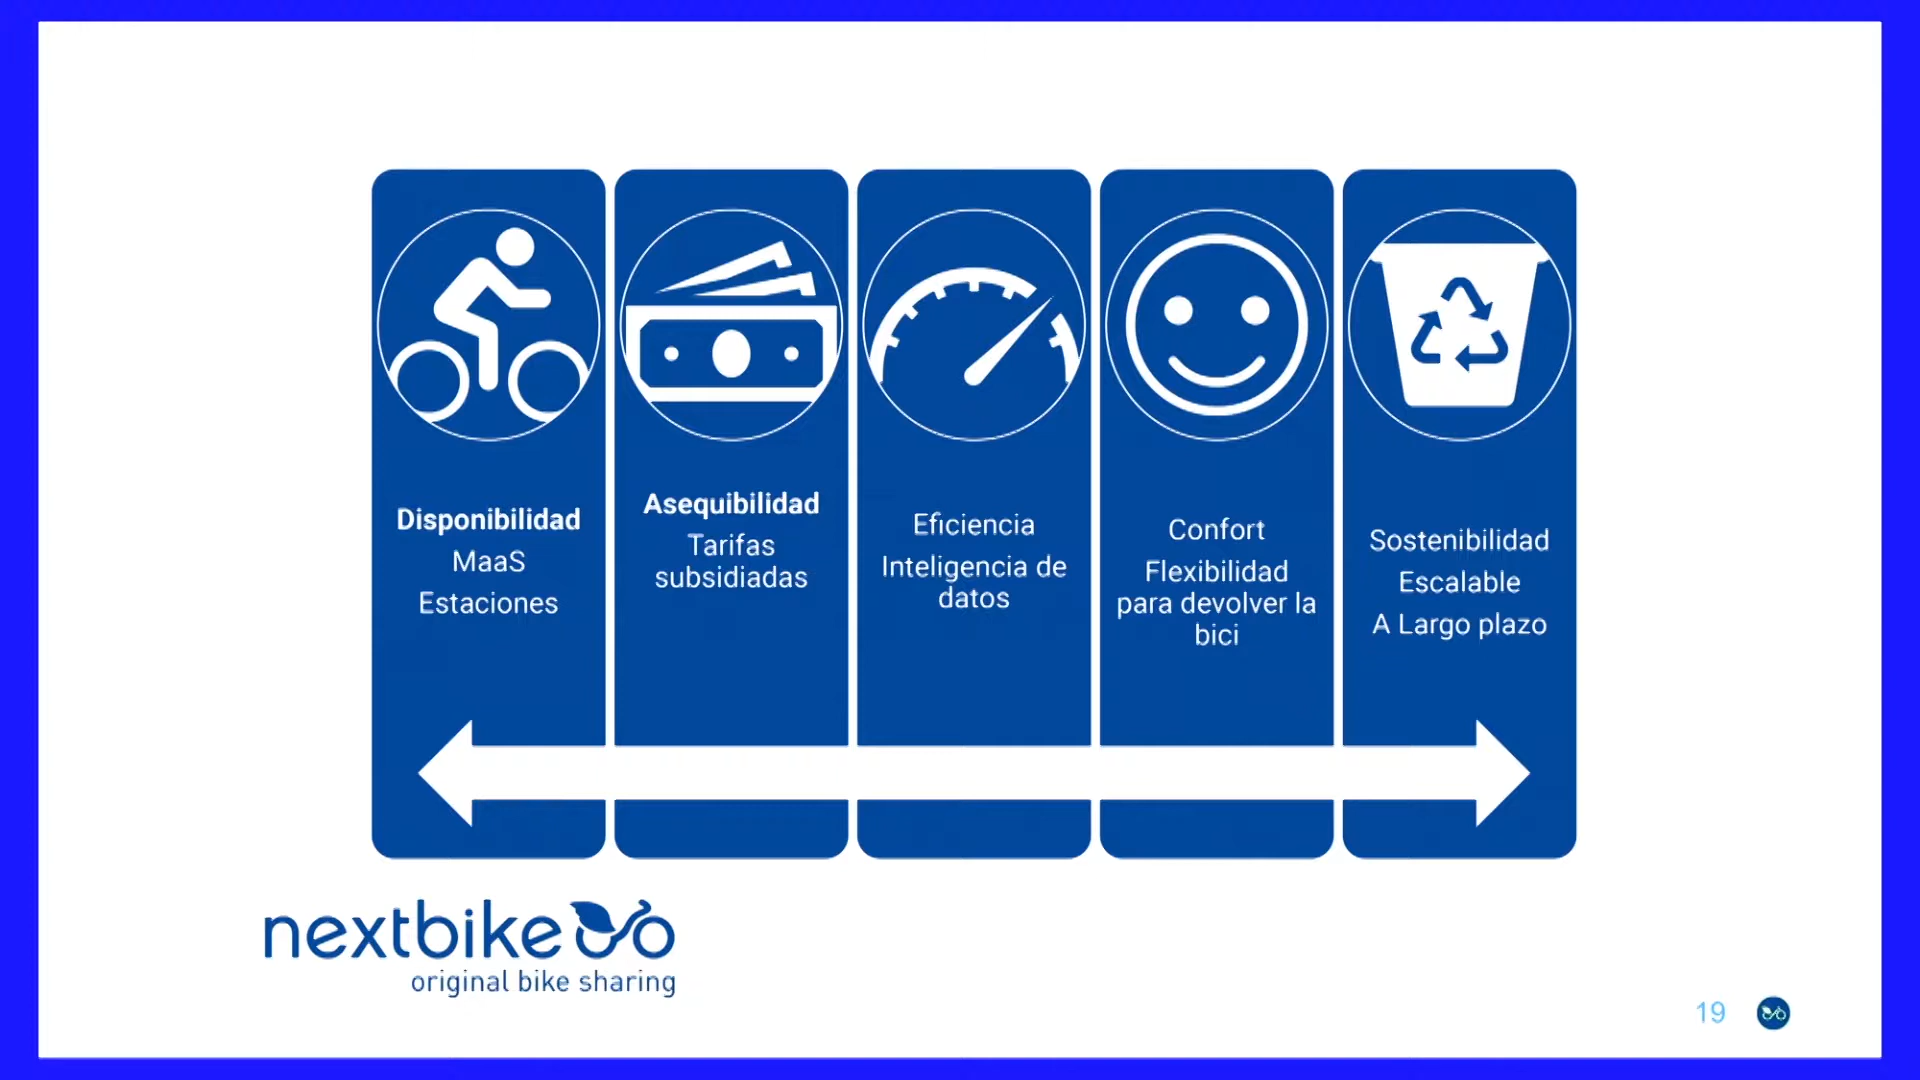 Disponibilidad
MaaS
Estaciones
Asequibilidad
Tarifas
subsidiadas
Eficiencia
Inteligencia de
datos
Confort
Flexibilidad
para devolver la
bici
Sostenibilidad
Escalable
A Largo plazo
nextbike
original bike sharing
19